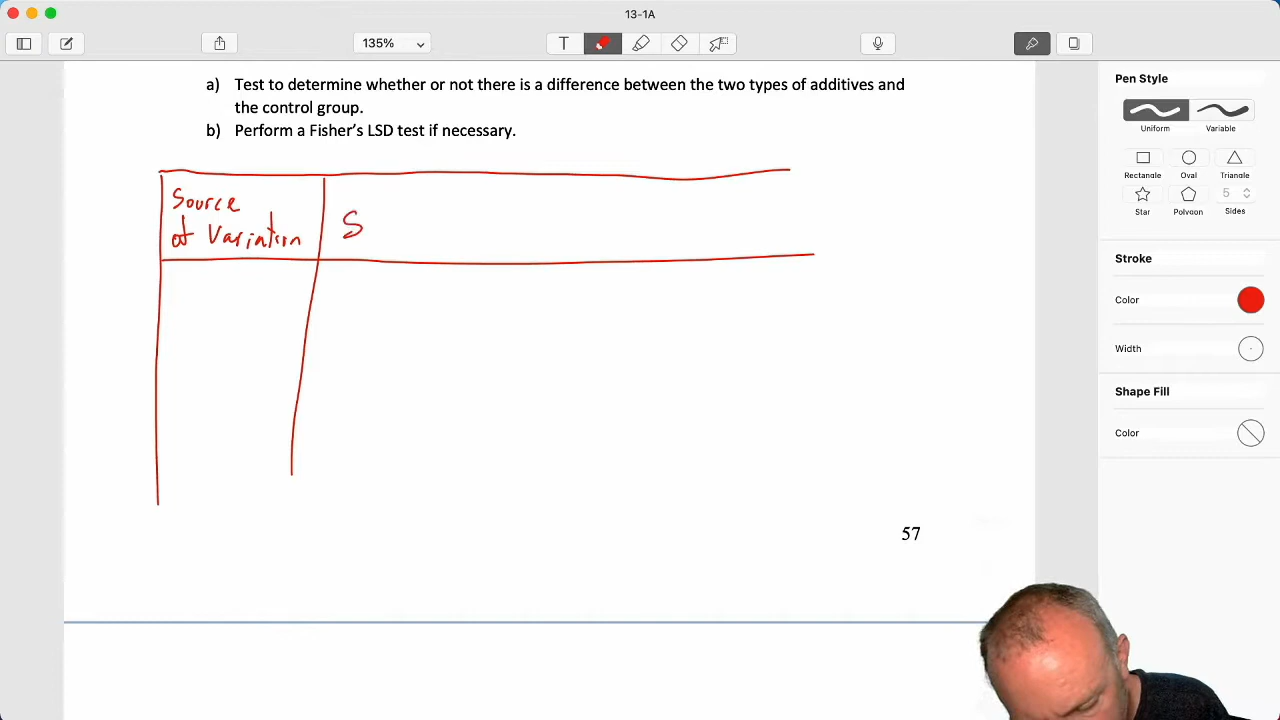 13-1A
135%
T
a) Test to determine whether or not there is a difference between the two types of additives and
the control group.
b) Perform a Fisher's LSD test if necessary.
Source
of Variation
S
57
Pen Style
Uniform
Variable
Rectangle
Oval
Triangle
Star
Polygon
5
Sides
Stroke
Color
Width
Shape Fill
Color